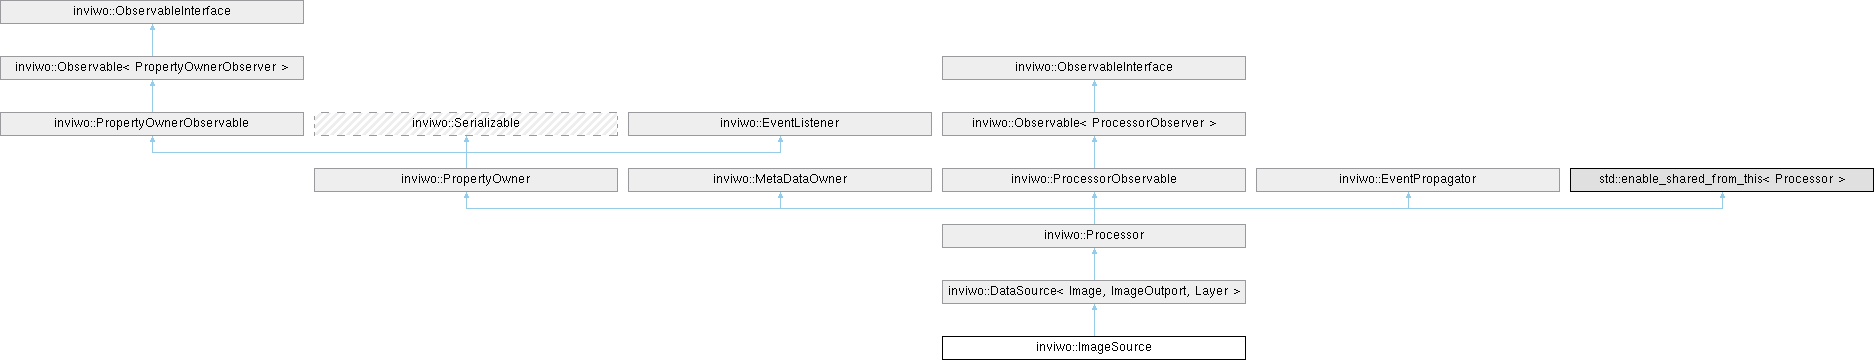 inviwo::ObservableInterface
inviwo::Observable< PropertyOwnerObserver >
inviwo::ObservableInterface
inviwo::PropertyOwnerObservable
inviwo::Serializable
inviwo::EventListener
inviwo::Observable< ProcessorObserver >
inviwo::PropertyOwner
inviwo::MetaDataOwner
inviwo::ProcessorObservable
inviwo::EventPropagator
std::enable_shared_from_this< Processor >
inviwo::Processor
inviwo::DataSource< Image, ImageOutport, Layer >
inviwo::ImageSource